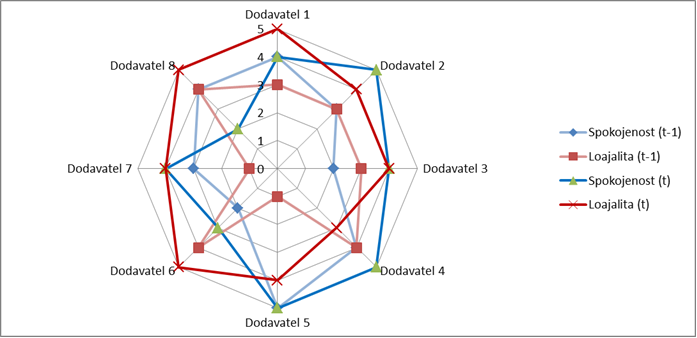 Dodavatel 1
5
Dodavatel 8
4
Dodavatel 2
3
2
1
Dodavatel 7
0
Dodavatel 3
Dodavatel 6
Dodavatel 4
Dodavatel 5
Spokojenost (t-1)
Loajalita (t-1)
Spokojenost (t)
Loajalita (t)